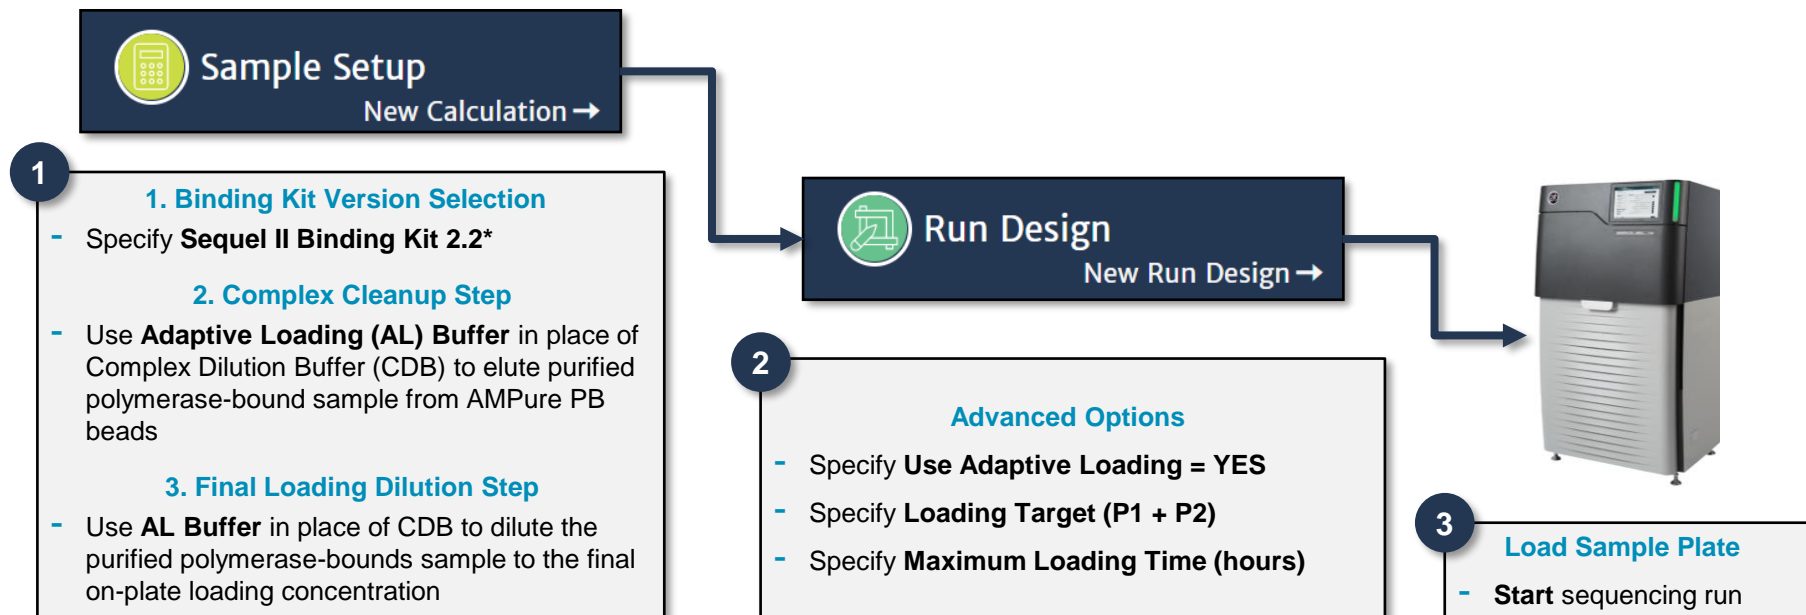 Sample Setup
New Calculation →
1
1. Binding Kit Version Selection
- Specify Sequel II Binding Kit 2.2*
2. Complex Cleanup Step
- Use Adaptive Loading (AL) Buffer in place of
Complex Dilution Buffer (CDB) to elute purified
polymerase-bound sample from AMPure PB
beads
3. Final Loading Dilution Step
- Use AL Buffer in place of CDB to dilute the
purified polymerase-bounds sample to the final
on-plate loading concentration
Run Design
New Run Design →
2
Advanced Options
- Specify Use Adaptive Loading = YES
- Specify Loading Target (P1 + P2)
- Specify Maximum Loading Time (hours)
3
Load Sample Plate
- Start sequencing run